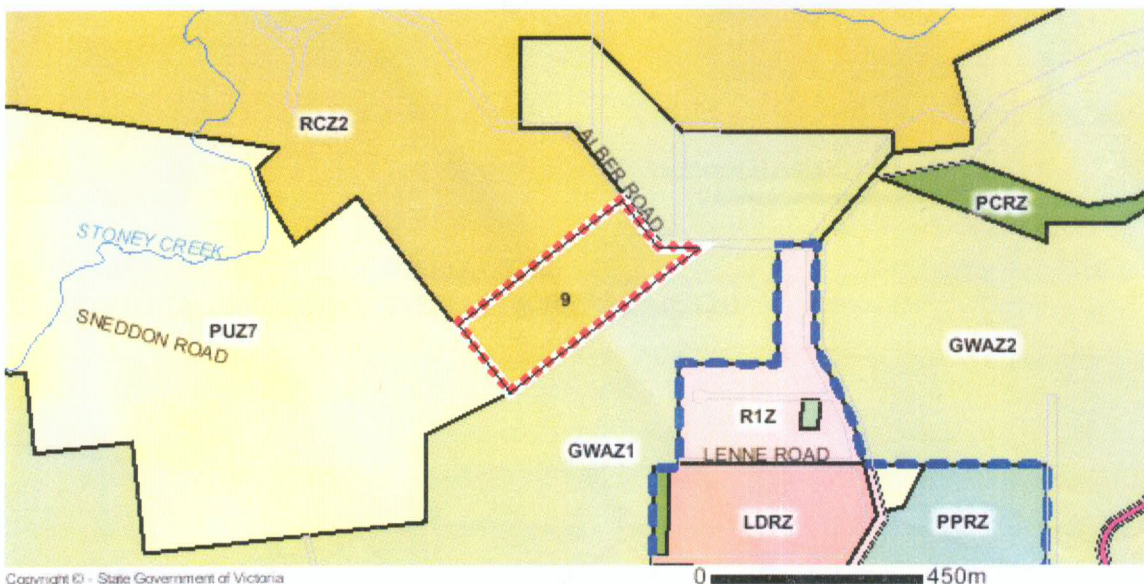 RCZ2
ALBER ROAD
PCRZ
STONEY CREEK
SNEDDON ROAD
PUZ7
9
GWAZ2
R1Z
GWAZ1
LENNE ROAD
LDRZ
PPRZ
Copyright © - State Government of Victoria
0 450m